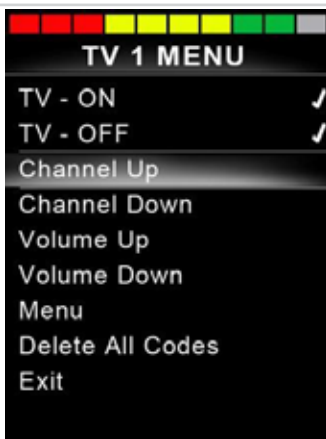 TV 1 MENU
TV - ON ✓
TV - OFF ✓
Channel Up
Channel Down
Volume Up
Volume Down
Menu
Delete All Codes
Exit